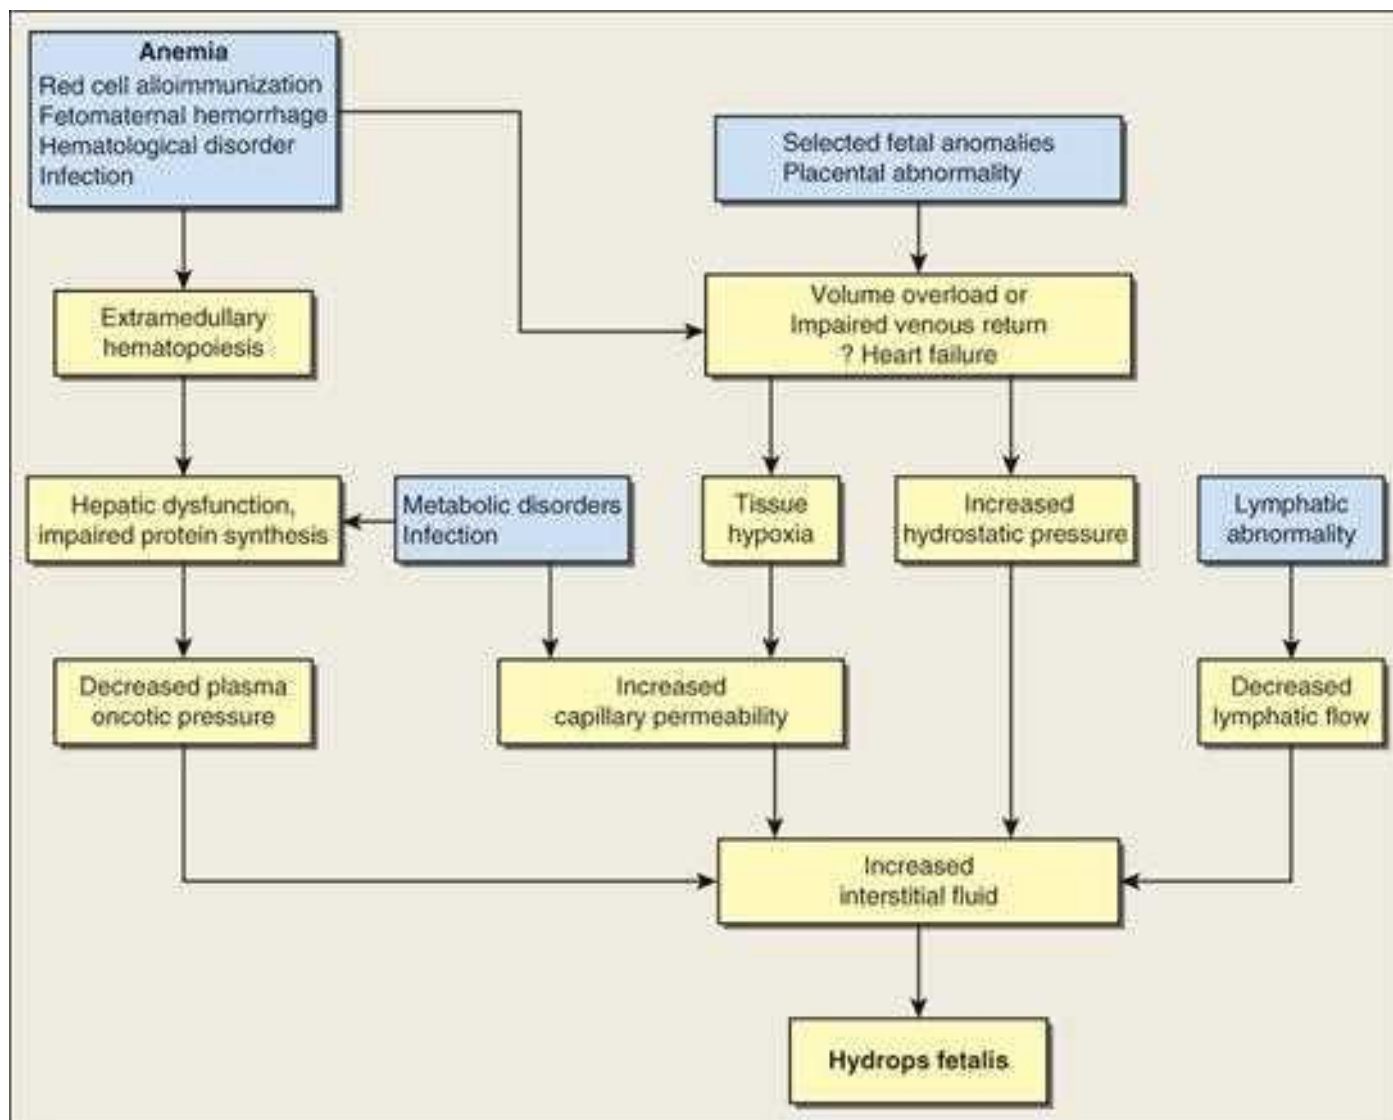 Anemia
Red cell alloimmunization
Fetomaternal hemorrhage
Hematological disorder
Infection
Selected fetal anomalies
Placental abnormality
Extramedullary
hematopoiesis
Volume overload or
Impaired venous return
? Heart failure
Hepatic dysfunction,
impaired protein synthesis
Metabolic disorders
Infection
Tissue
hypoxia
Increased
hydrostatic pressure
Lymphatic
abnormality
Decreased plasma
oncotic pressure
Increased
capillary permeability
Decreased
lymphatic flow
Increased
interstitial fluid
Hydrops fetalis